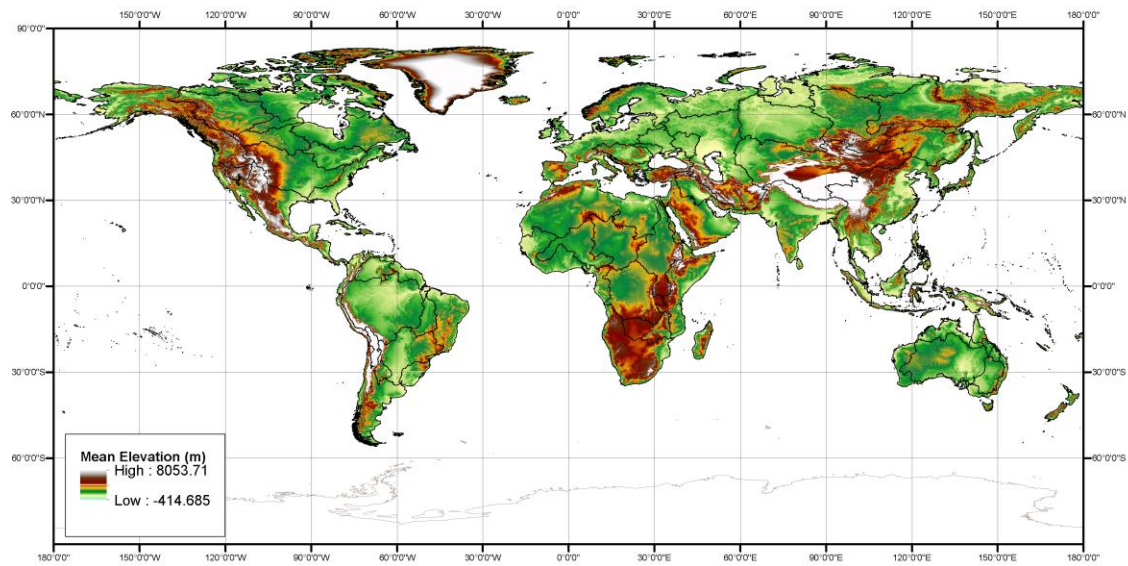 150°0'0"W 120°0'0"W 90°0'0"W 60°0'0"W 30°0'0"W 0°0'0" 30°0'0"E 60°0'0"E 90°0'0"E 120°0'0"E 150°0'0"E 180°0'0"
90°0'0"
60°0'0"N 60°0'0"N
30°0'0"N 30°0'0"N
0°0'0" 0°0'0"
30°0'0"S 30°0'0"S
Mean Elevation (m)
High : 8053.71
Low : -414.685
60°0'0"S 60°0'0"S
180°0'0" 150°0'0"W 120°0'0"W 90°0'0"W 60°0'0"W 30°0'0"W 0°0'0" 30°0'0"E 60°0'0"E 90°0'0"E 120°0'0"E 150°0'0"E 180°0'0"